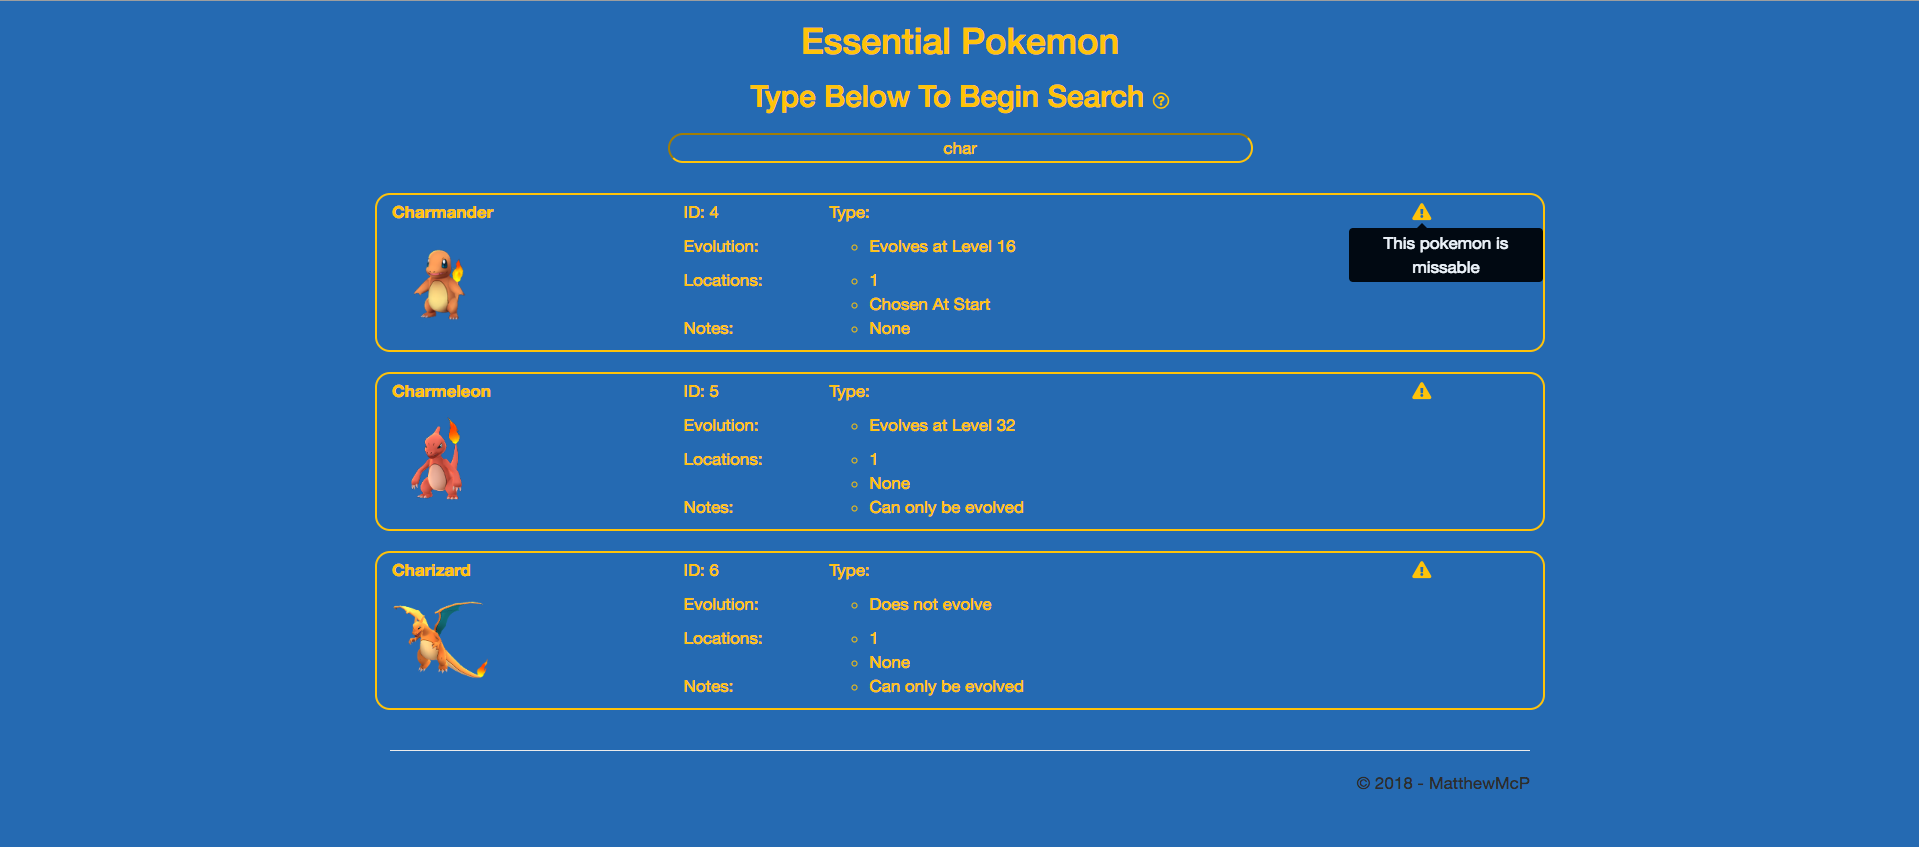 Essential Pokemon
Type Below To Begin Search
char
Charmander ID: 4 Type:
This pokemon is
missable
Evolution: Evolves at Level 16
Locations: 1
Chosen At Start
Notes: None
Charmeleon ID: 5 Type:
Evolution: Evolves at Level 32
Locations: 1
None
Notes: Can only be evolved
Charizard ID: 6 Type:
Evolution: Does not evolve
Locations: 1
None
Notes: Can only be evolved
© 2018 - MatthewMcP